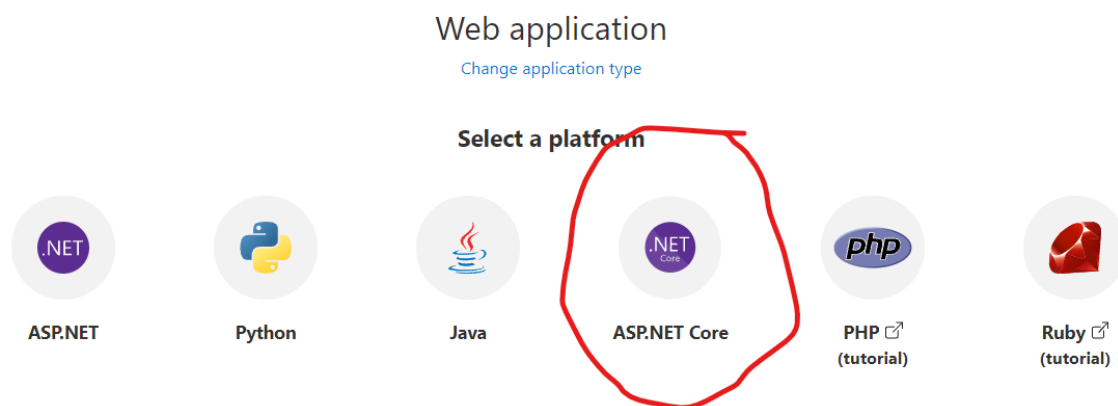 Web application
Change application type
Select a platform
.NET
.NET
Core
php
ASP.NET
Python
Java
ASP.NET Core
PHP
Ruby
(tutorial)
(tutorial)